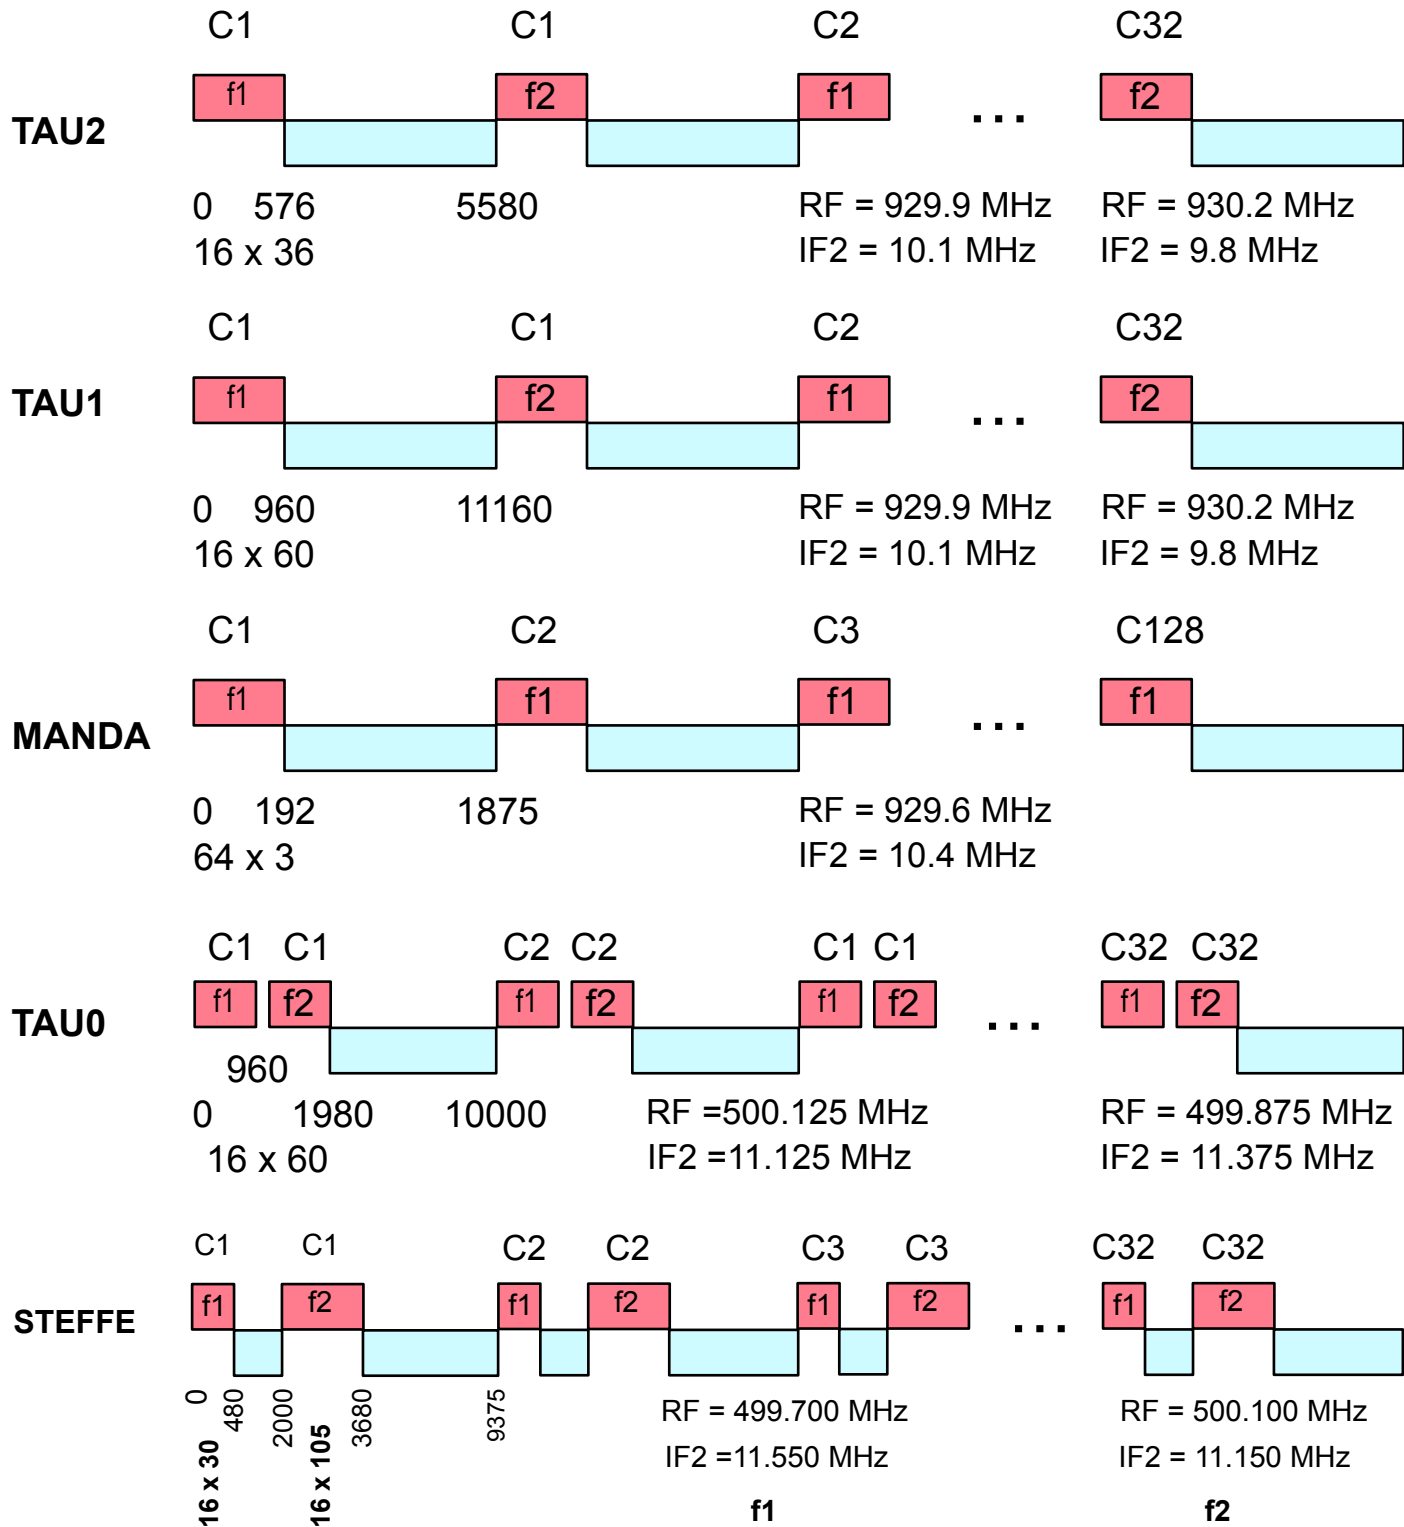 C1 C1 C2 C32
TAU2 f1 f2 f1 ... f2
0 576 5580 RF = 929.9 MHz RF = 930.2 MHz
16 x 36 IF2 = 10.1 MHz IF2 = 9.8 MHz
C1 C1 C2 C32
TAU1 f1 f2 f1 ... f2
0 960 11160 RF = 929.9 MHz RF = 930.2 MHz
16 x 60 IF2 = 10.1 MHz IF2 = 9.8 MHz
C1 C2 C3 C128
MANDA f1 f1 f1 ... f1
0 192 1875 RF = 929.6 MHz
64 x 3 IF2 = 10.4 MHz
C1 C1 C2 C2 C1 C1 C32 C32
TAU0 f1 f2 f1 f2 f1 f2 ... f1 f2
960
0 1980 10000 RF =500.125 MHz RF = 499.875 MHz
16 x 60 IF2 =11.125 MHz IF2 = 11.375 MHz
C1 C1 C2 C2 C3 C3 C32 C32
STEFFE f1 f2 f1 f2 f1 f2 ... f1 f2
0 480 2000 3680 9375 RF = 499.700 MHz RF = 500.100 MHz
16 x 30 16 x 105 IF2 =11.550 MHz IF2 = 11.150 MHz
f1 f2